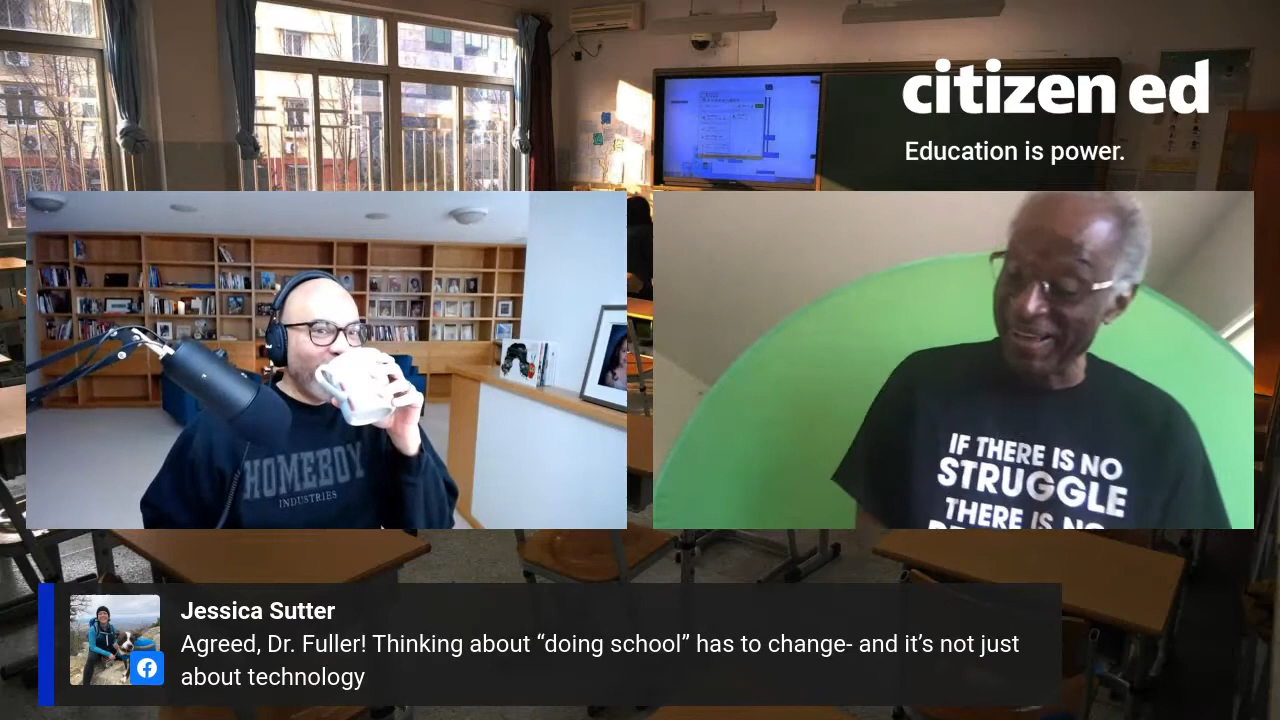 citizen ed
Education is power.
HOMEBOY
INDUSTRIES
IF THERE IS NO
STRUGGLE
THERE IS NO
Jessica Sutter
Agreed, Dr. Fuller! Thinking about “doing school” has to change- and it’s not just
about technology